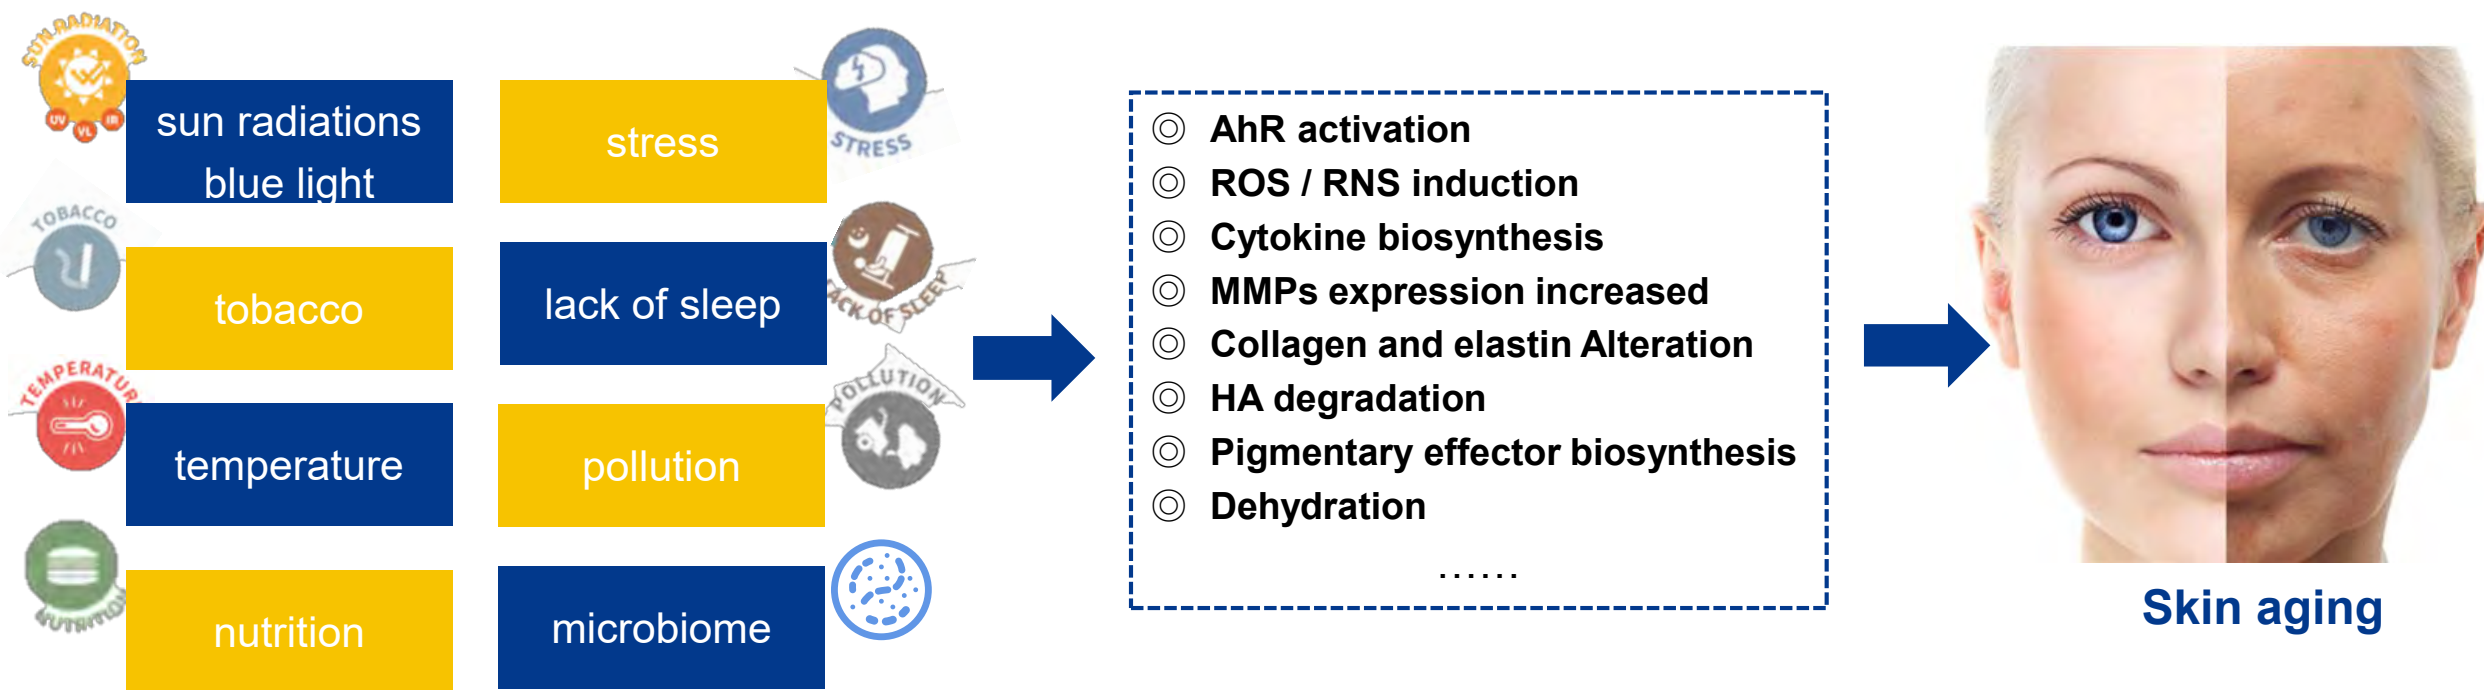 SUN RADIATION
UV VL IR
sun radiations
blue light
stress
STRESS
TOBACCO
tobacco
lack of sleep
LACK OF SLEEP
TEMPERATURE
temperature
pollution
POLLUTION
NUTRITION
nutrition
microbiome
◎ AhR activation
◎ ROS / RNS induction
◎ Cytokine biosynthesis
◎ MMPs expression increased
◎ Collagen and elastin Alteration
◎ HA degradation
◎ Pigmentary effector biosynthesis
◎ Dehydration
......
Skin aging